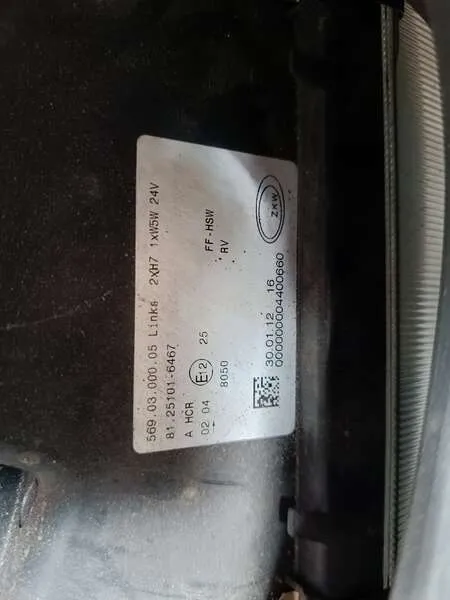 569.03.000.05 Links 2xH7 1xW5W 24V
81.25101-6467 FF-HSW
A HCR E12 25 RV
02 04 8050
30.01.12 16
000000004400660
ZKW